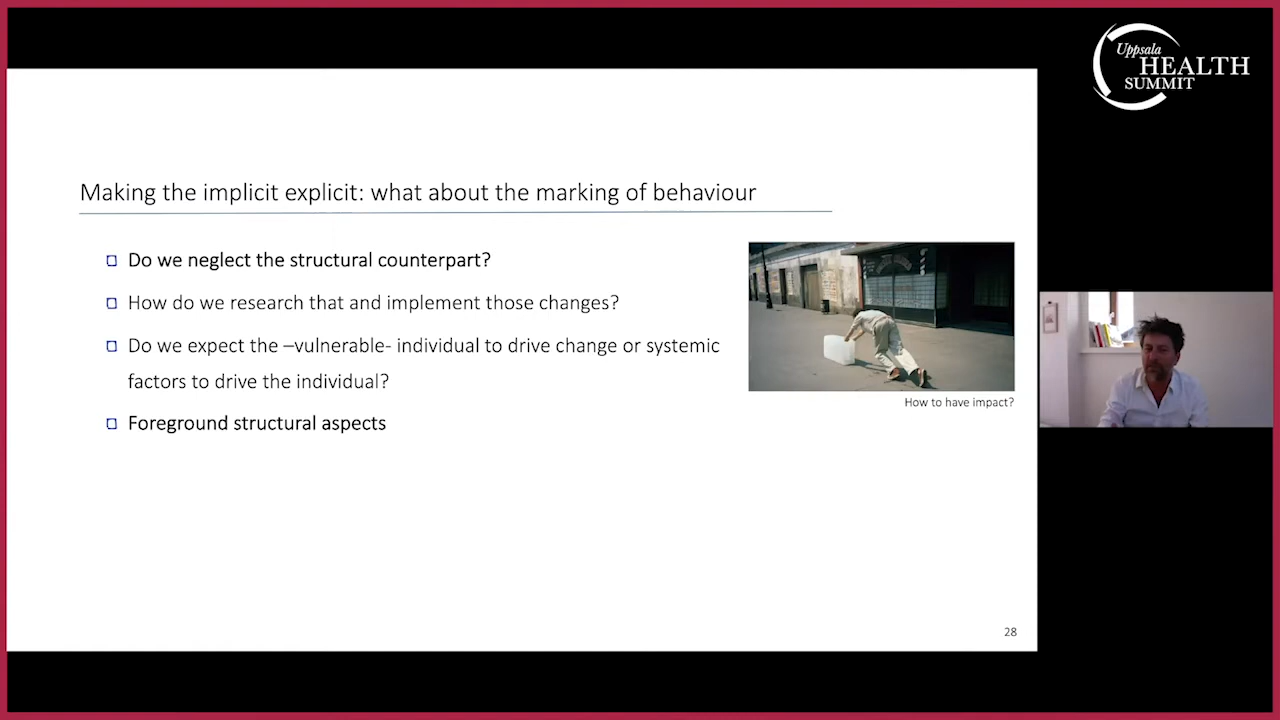 Uppsala
HEALTH
SUMMIT
Making the implicit explicit: what about the marking of behaviour
Do we neglect the structural counterpart?
How do we research that and implement those changes?
Do we expect the –vulnerable- individual to drive change or systemic
factors to drive the individual?
Foreground structural aspects
How to have impact?
28